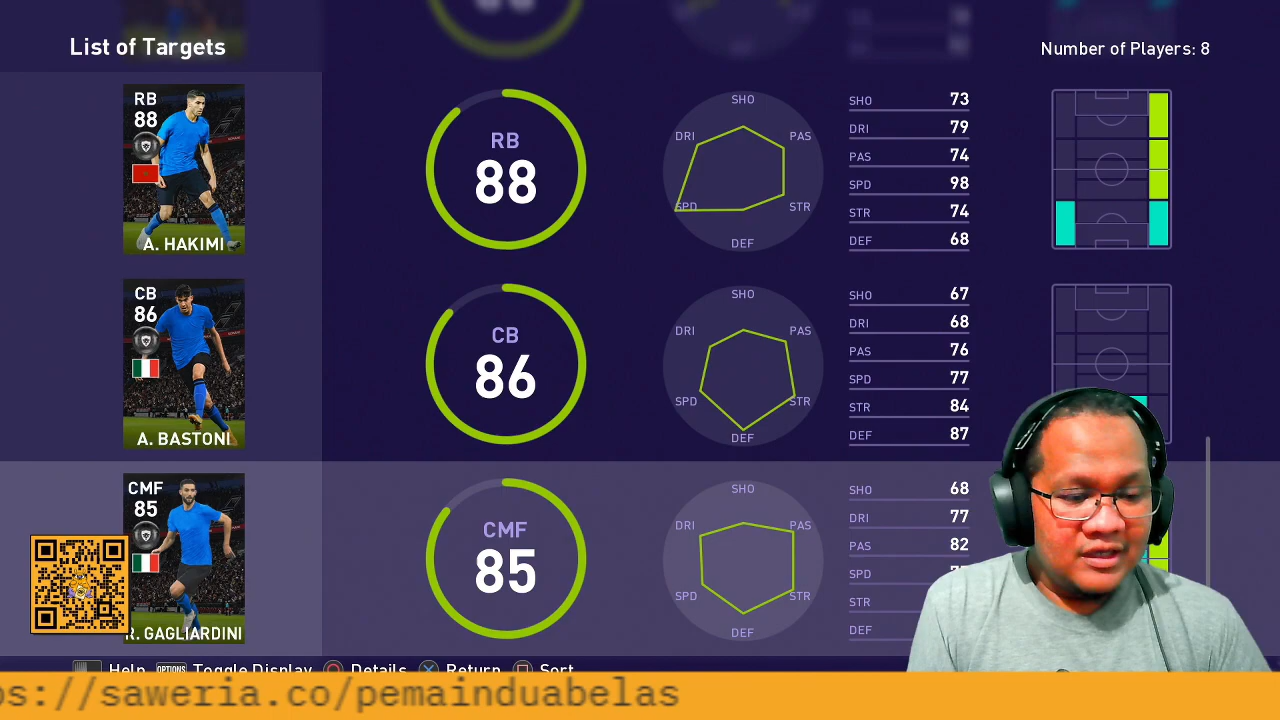 List of Targets
Number of Players: 8
RB
88
A. HAKIMI
RB
88
SHO
PAS
STR
DEF
SPD
DRI
SHO 73
DRI 79
PAS 74
SPD 98
STR 74
DEF 68
CB
86
A. BASTONI
CB
86
SHO
PAS
STR
DEF
SPD
DRI
SHO 67
DRI 68
PAS 76
SPD 77
STR 84
DEF 87
CMF
85
R. GAGLIARDINI
CMF
85
SHO
PAS
STR
DEF
SPD
DRI
SHO 68
DRI 77
PAS 82
SPD
STR
DEF
Help OPTIONS Toggle Display Details Return Sort
ps://saweria.co/pemainduabelas